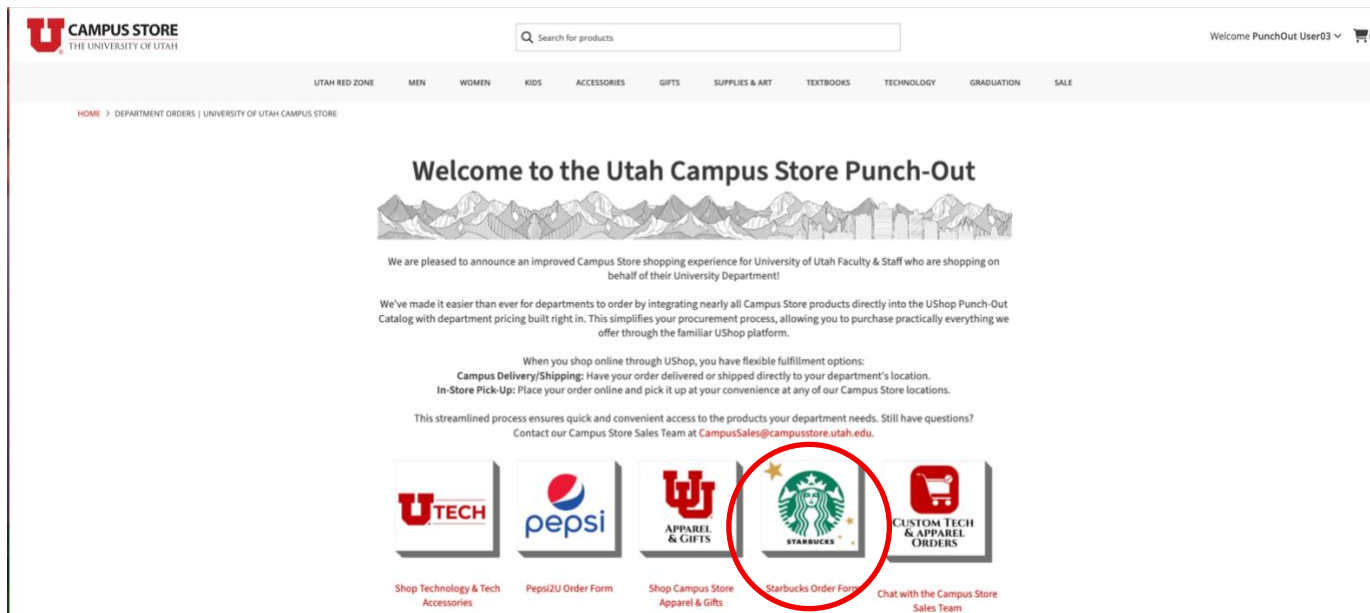 CAMPUS STORE
THE UNIVERSITY OF UTAH
Search for products
Welcome PunchOut User03
UTAH RED ZONE MEN WOMEN KIDS ACCESSORIES GIFTS SUPPLIES & ART TEXTBOOKS TECHNOLOGY GRADUATION SALE
HOME > DEPARTMENT ORDERS | UNIVERSITY OF UTAH CAMPUS STORE
Welcome to the Utah Campus Store Punch-Out
We are pleased to announce an improved Campus Store shopping experience for University of Utah Faculty & Staff who are shopping on
behalf of their University Department!
We've made it easier than ever for departments to order by integrating nearly all Campus Store products directly into the UShop Punch-Out
Catalog with department pricing built right in. This simplifies your procurement process, allowing you to purchase practically everything we
offer through the familiar UShop platform.
When you shop online through UShop, you have flexible fulfillment options:
Campus Delivery/Shipping: Have your order delivered or shipped directly to your department's location.
In-Store Pick-Up: Place your order online and pick it up at your convenience at any of our Campus Store locations.
This streamlined process ensures quick and convenient access to the products your department needs. Still have questions?
Contact our Campus Store Sales Team at CampusSales@campusstore.utah.edu.
U TECH
pepsi
UU
APPAREL
& GIFTS
STARBUCKS
CUSTOM TECH
& APPAREL
ORDERS
Shop Technology & Tech
Accessories
Pepsi2U Order Form
Shop Campus Store
Apparel & Gifts
Starbucks Order Form
Chat with the Campus Store
Sales Team